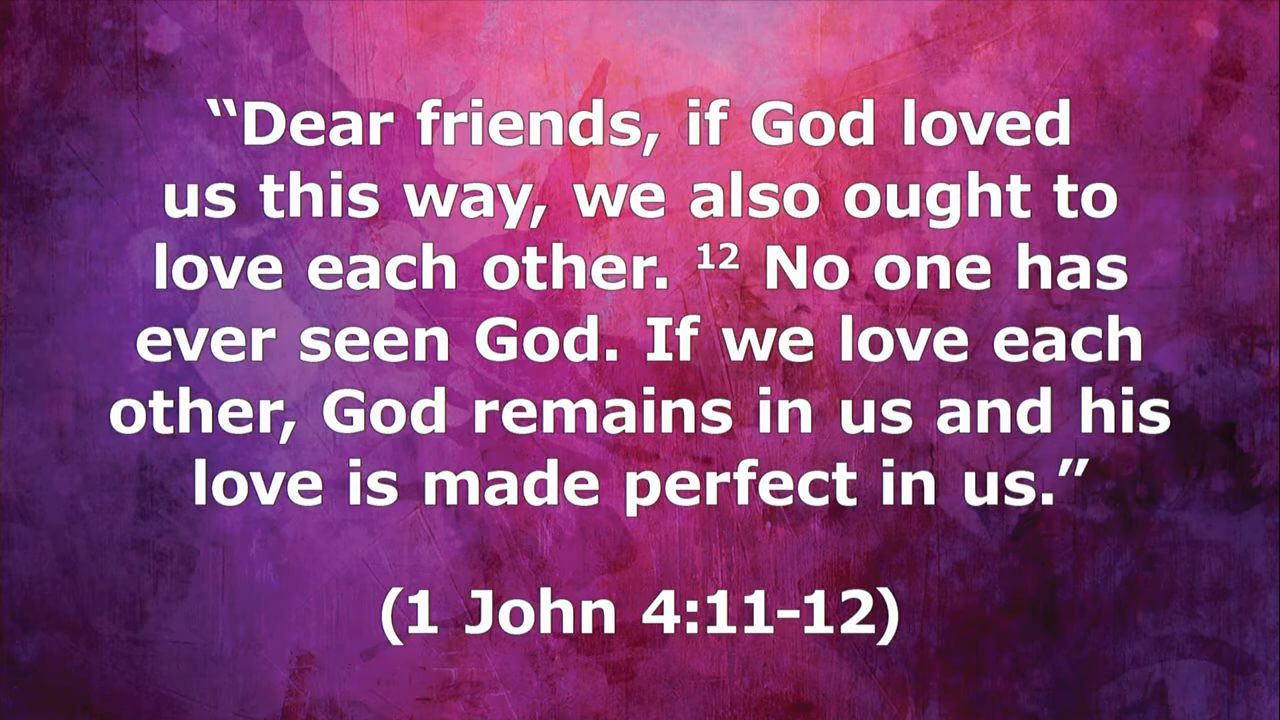 “Dear friends, if God loved
us this way, we also ought to
love each other. ¹² No one has
ever seen God. If we love each
other, God remains in us and his
love is made perfect in us.”
(1 John 4:11-12)